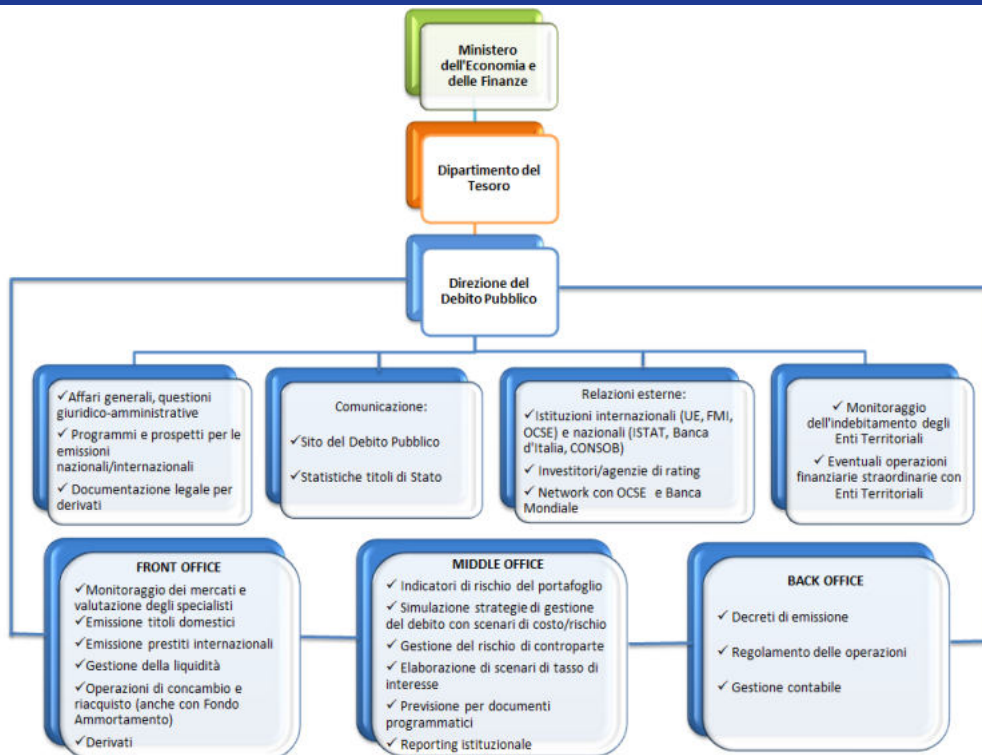 Ministero
dell'Economia e
delle Finanze
Dipartimento del
Tesoro
Direzione del
Debito Pubblico
✓Affari generali, questioni
giuridico-amministrative
✓ Programmi e prospetti per le
emissioni
nazionali/internazionali
✓ Documentazione legale per
derivati
Comunicazione:
✓Sito del Debito Pubblico
✓Statistiche titoli di Stato
Relazioni esterne:
✓Istituzioni internazionali (UE, FMI,
OCSE) e nazionali (ISTAT, Banca
d'Italia, CONSOB)
✓ Investitori/agenzie di rating
✓ Network con OCSE e Banca
Mondiale
✓ Monitoraggio
dell'indebitamento degli
Enti Territoriali
✓ Eventuali operazioni
finanziarie straordinarie con
Enti Territoriali
FRONT OFFICE
✓Monitoraggio dei mercati e
valutazione degli specialisti
✓Emissione titoli domestici
✓Emissione prestiti internazionali
✓Gestione della liquidità
✓Operazioni di concambio e
riacquisto (anche con Fondo
Ammortamento)
✓Derivati
MIDDLE OFFICE
✓ Indicatori di rischio del portafoglio
✓ Simulazione strategie di gestione
del debito con scenari di costo/rischio
✓ Gestione del rischio di controparte
✓ Elaborazione di scenari di tasso di
interesse
✓ Previsione per documenti
programmatici
✓ Reporting istituzionale
BACK OFFICE
✓ Decreti di emissione
✓ Regolamento delle operazioni
✓ Gestione contabile